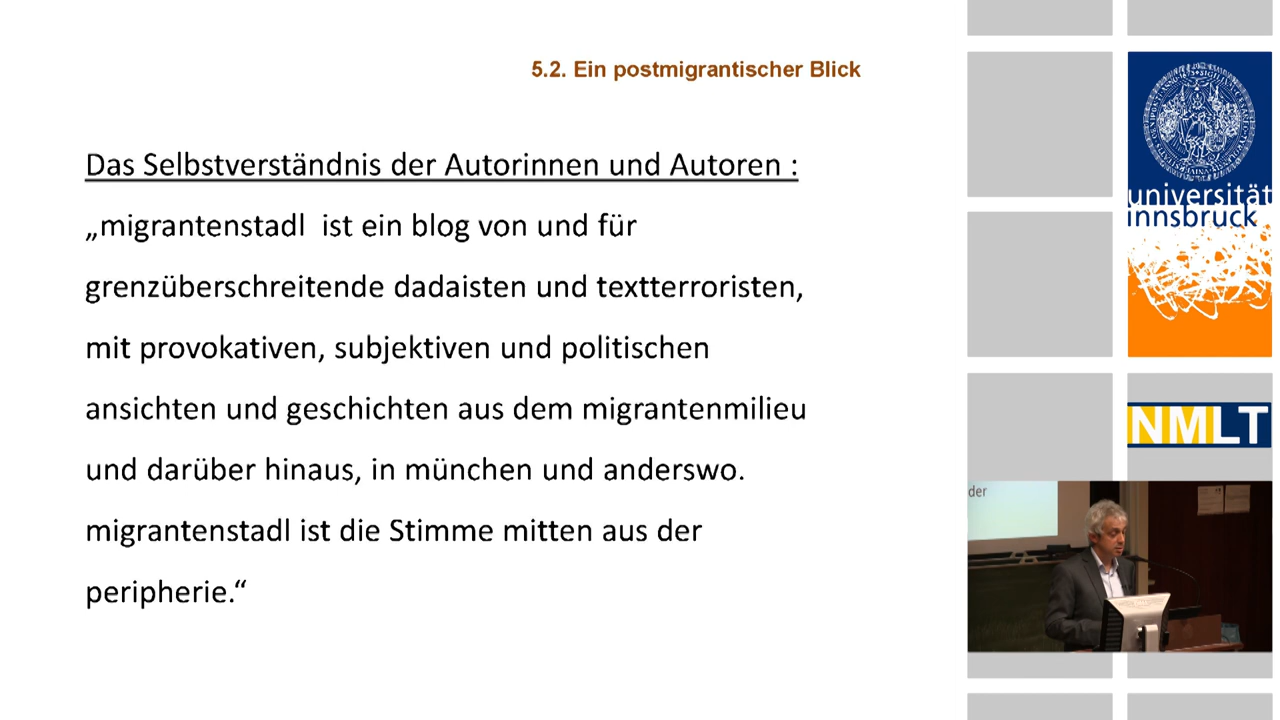 5.2. Ein postmigrantischer Blick
Das Selbstverständnis der Autorinnen und Autoren :
„migrantenstadl ist ein blog von und für
grenzüberschreitende dadaisten und textterroristen,
mit provokativen, subjektiven und politischen
ansichten und geschichten aus dem migrantenmilieu
und darüber hinaus, in münchen und anderswo.
migrantenstadl ist die Stimme mitten aus der
peripherie.“
universität
innsbruck
NMLT
der